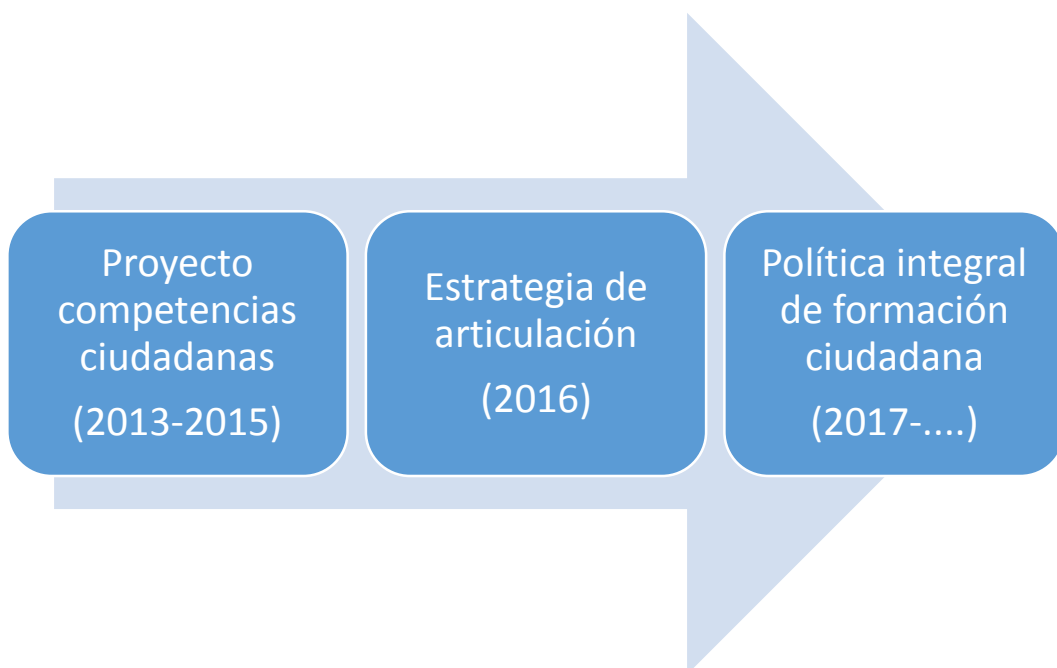 Proyecto
competencias
ciudadanas
(2013-2015)
Estrategia de
articulación
(2016)
Política integral
de formación
ciudadana
(2017-....)